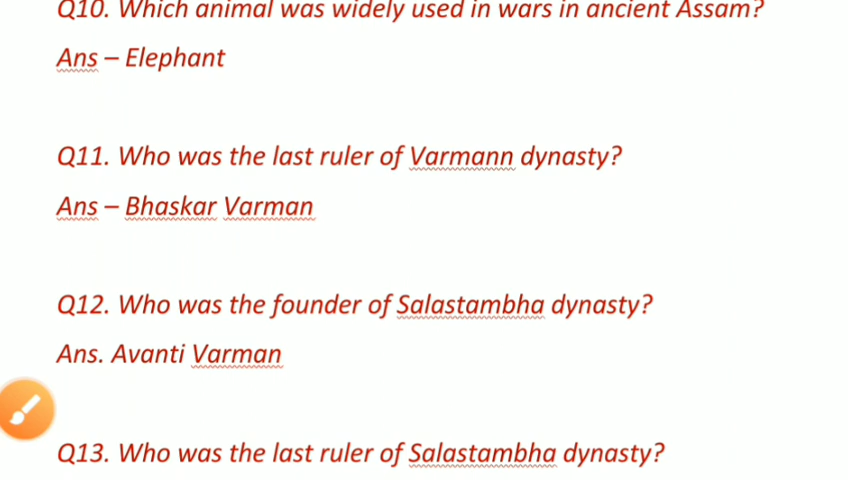 Q10. Which animal was widely used in wars in ancient Assam?
Ans – Elephant
Q11. Who was the last ruler of Varmann dynasty?
Ans – Bhaskar Varman
Q12. Who was the founder of Salastambha dynasty?
Ans. Avanti Varman
Q13. Who was the last ruler of Salastambha dynasty?